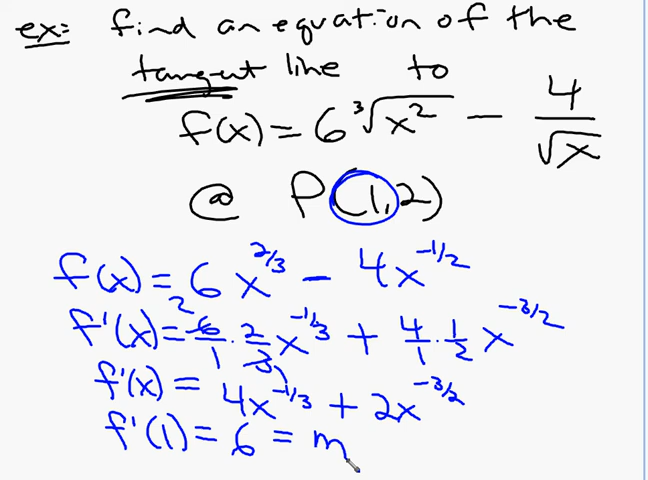 ex: find an equation of the
tangent line to
f(x) = 6 ∛x² − 4/√x
@ P(1,2)
f(x) = 6x^(2/3) − 4x^(−1/2)
f'(x) = 2 6/1 · 2/3 x^(−1/3) + 4/1 · 1/2 x^(−3/2)
f'(x) = 4x^(−1/3) + 2x^(−3/2)
f'(1) = 6 = m